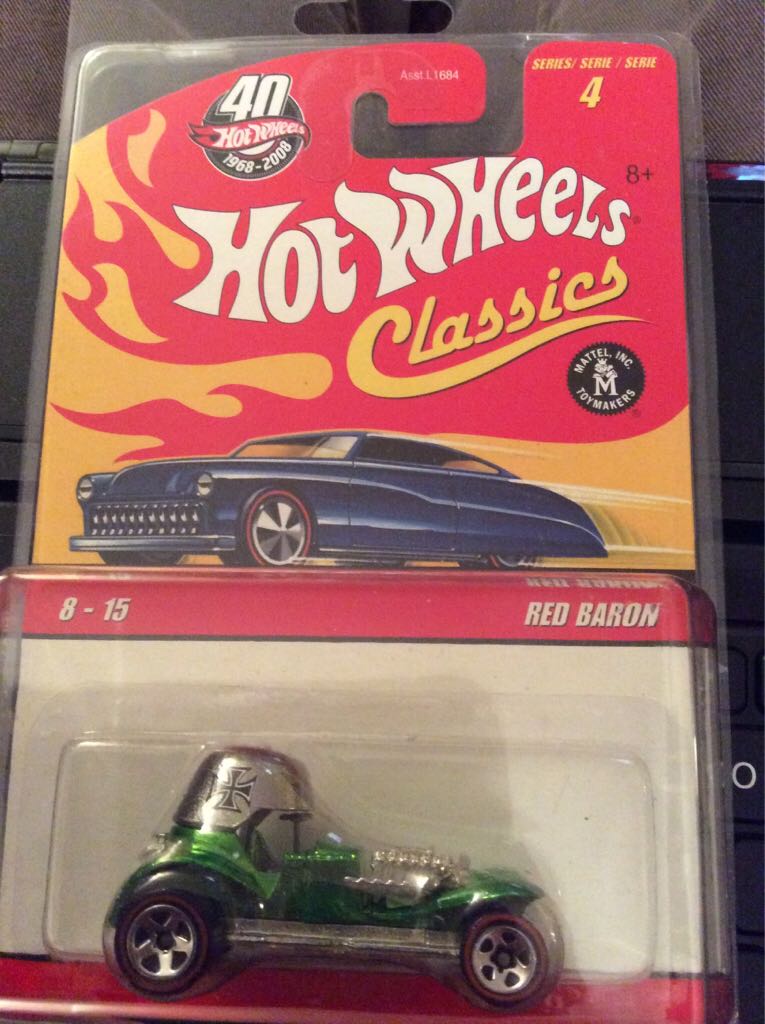 40
Hot Wheels
1968-2008
Asst.L1684
SERIES/ SERIE / SERIE
4
8+
Hot Wheels®
Classics
MATTEL, INC.
M
TOYMAKERS
®
8 - 15
RED BARON
O